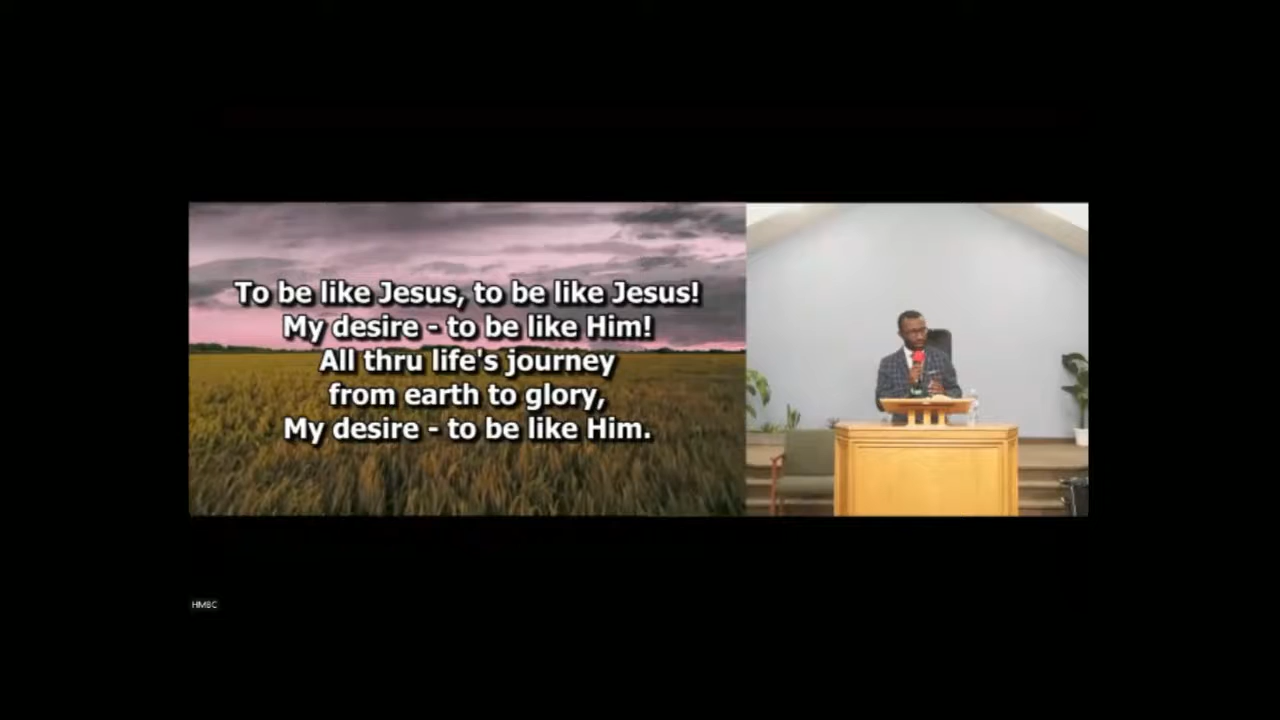 To be like Jesus, to be like Jesus!
My desire - to be like Him!
All thru life's journey
from earth to glory,
My desire - to be like Him.
HMBC